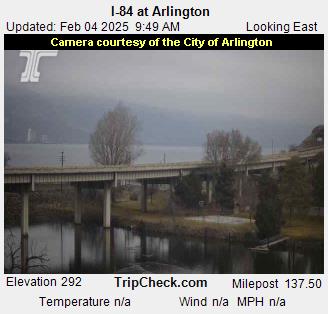 I-84 at Arlington
Updated: Feb 04 2025 9:49 AM Looking East
Camera courtesy of the City of Arlington
Elevation 292 TripCheck.com Milepost 137.50
Temperature n/a Wind n/a MPH n/a